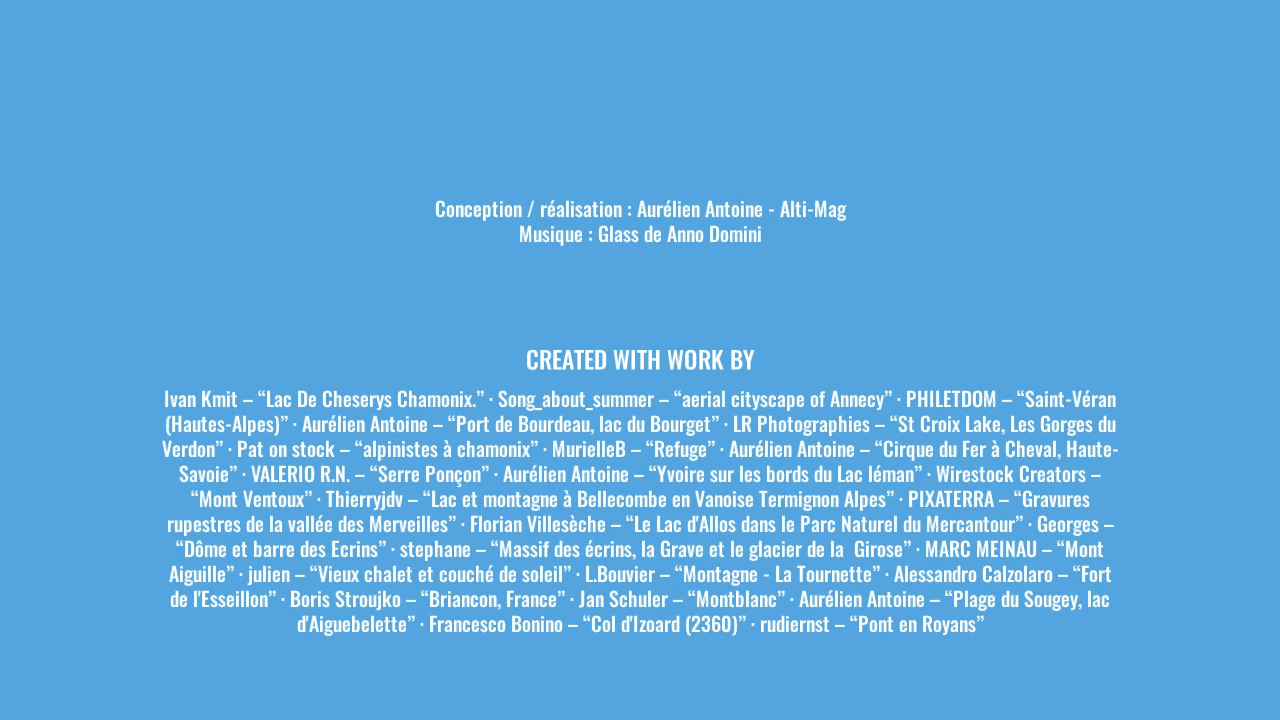 Conception / réalisation : Aurélien Antoine - Alti-Mag
Musique : Glass de Anno Domini
CREATED WITH WORK BY
Ivan Kmit – “Lac De Cheserys Chamonix.” · Song_about_summer – “aerial cityscape of Annecy” · PHILETDOM – “Saint-Véran
(Hautes-Alpes)” · Aurélien Antoine – “Port de Bourdeau, lac du Bourget” · LR Photographies – “St Croix Lake, Les Gorges du
Verdon” · Pat on stock – “alpinistes à chamonix” · MurielleB – “Refuge” · Aurélien Antoine – “Cirque du Fer à Cheval, Haute-
Savoie” · VALERIO R.N. – “Serre Ponçon” · Aurélien Antoine – “Yvoire sur les bords du Lac léman” · Wirestock Creators –
“Mont Ventoux” · Thierryjdv – “Lac et montagne à Bellecombe en Vanoise Termignon Alpes” · PIXATERRA – “Gravures
rupestres de la vallée des Merveilles” · Florian Villesèche – “Le Lac d'Allos dans le Parc Naturel du Mercantour” · Georges –
“Dôme et barre des Ecrins” · stephane – “Massif des écrins, la Grave et le glacier de la  Girose” · MARC MEINAU – “Mont
Aiguille” · julien – “Vieux chalet et couché de soleil” · L.Bouvier – “Montagne - La Tournette” · Alessandro Calzolaro – “Fort
de l'Esseillon” · Boris Stroujko – “Briancon, France” · Jan Schuler – “Montblanc” · Aurélien Antoine – “Plage du Sougey, lac
d'Aiguebelette” · Francesco Bonino – “Col d'Izoard (2360)” · rudiernst – “Pont en Royans”